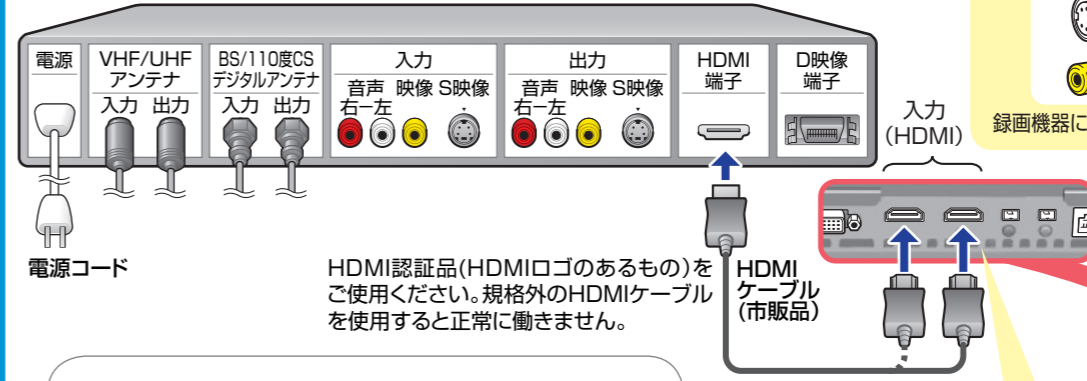 電源
VHF/UHF
アンテナ
入力 出力
BS/110度CS
デジタルアンテナ
入力 出力
入力
音声 映像 S映像
右ー左
出力
音声 映像 S映像
右ー左
HDMI
端子
D映像
端子
入力
(HDMI)
録画機器に
電源コード
HDMI認証品(HDMIロゴのあるもの)を
ご使用ください。規格外のHDMIケーブル
を使用すると正常に働きません。
HDMI
ケーブル
(市販品)